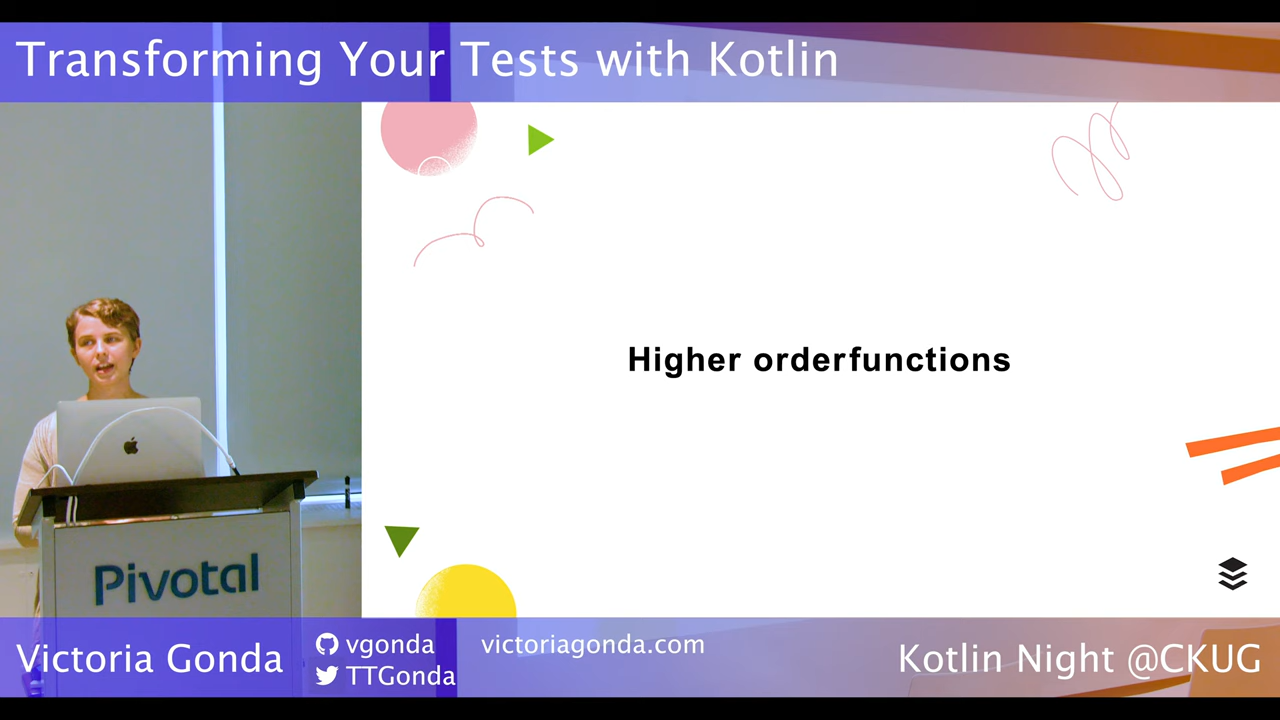 Transforming Your Tests with Kotlin
Higher orderfunctions
Pivotal
Victoria Gonda
vgonda
TTGonda
victoriagonda.com
Kotlin Night @CKUG